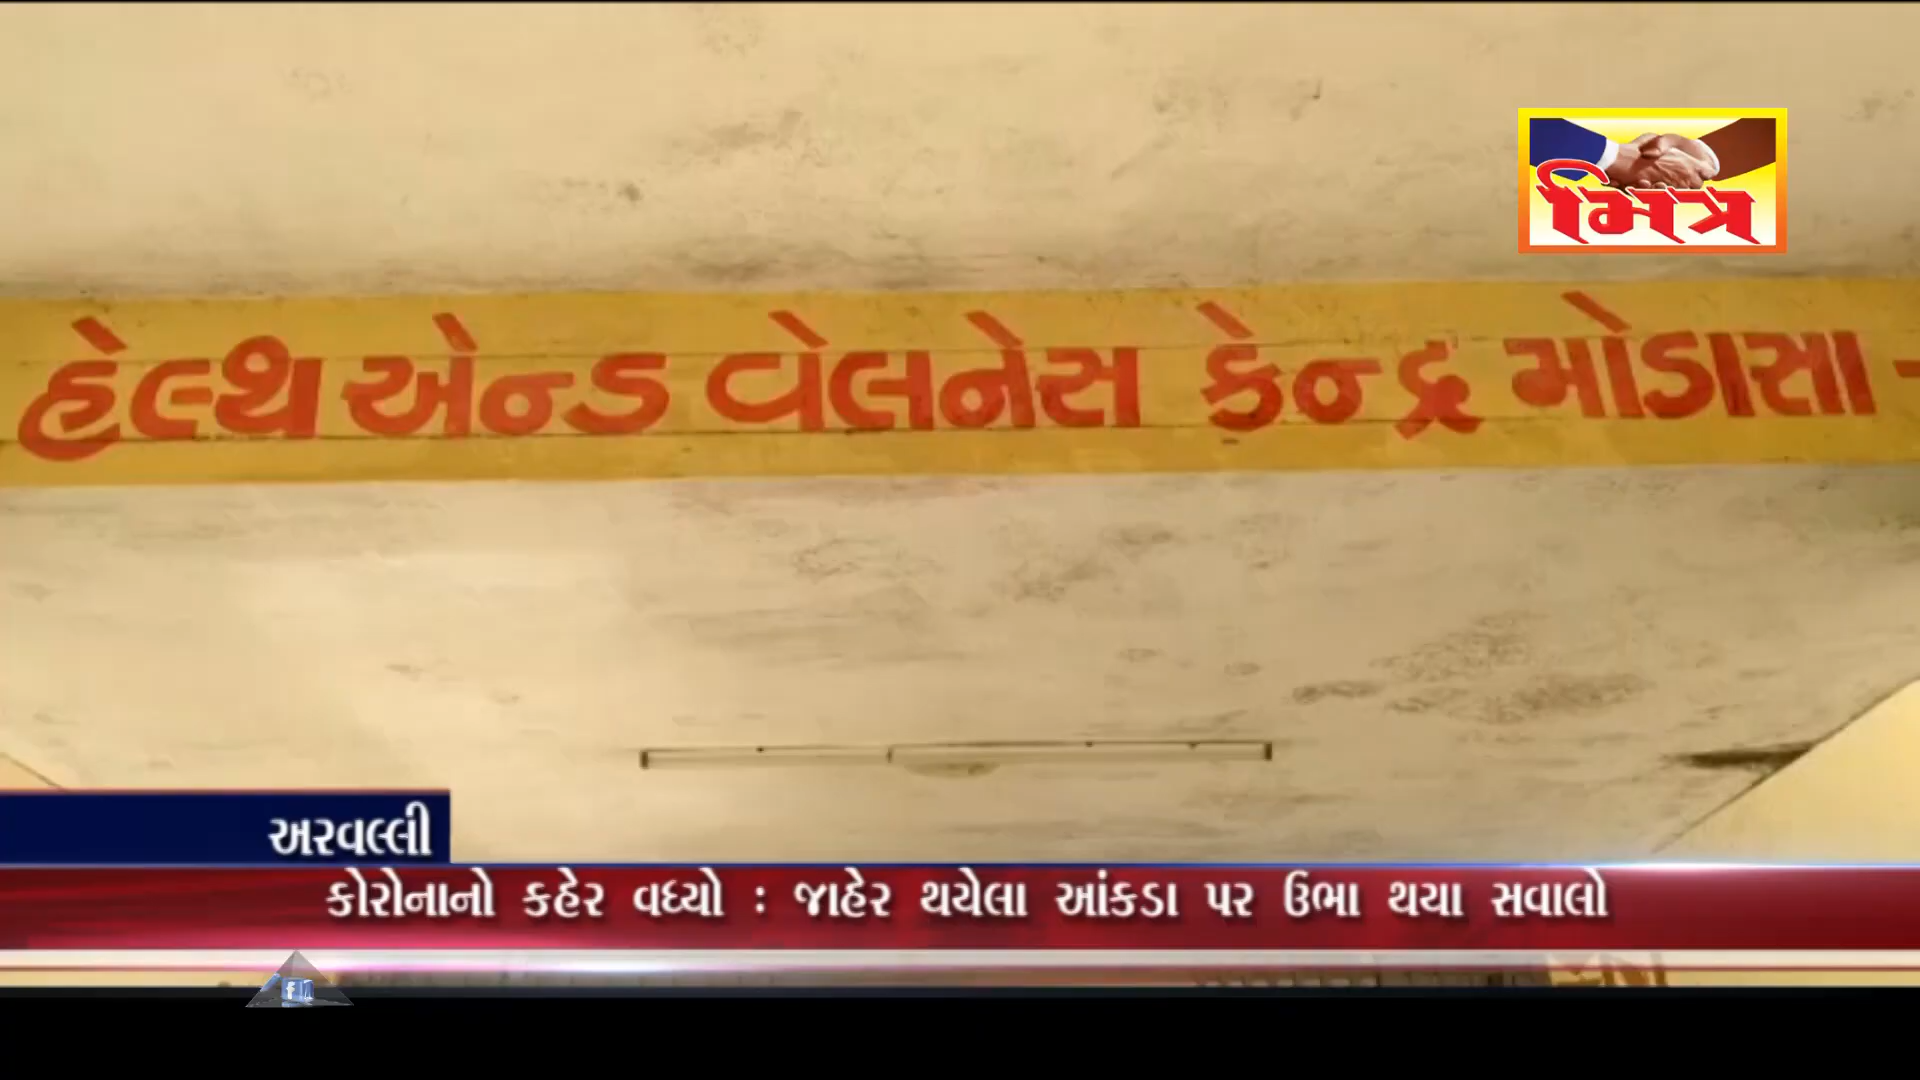 મિત્ર
હેલ્થ એન્ડ વેલનેસ કેન્દ્ર મોડાસા -
અરવલ્લી
કોરોનાનો કહેર વધ્યો : જાહેર થયેલા આંકડા પર ઉભા થયા સવાલો